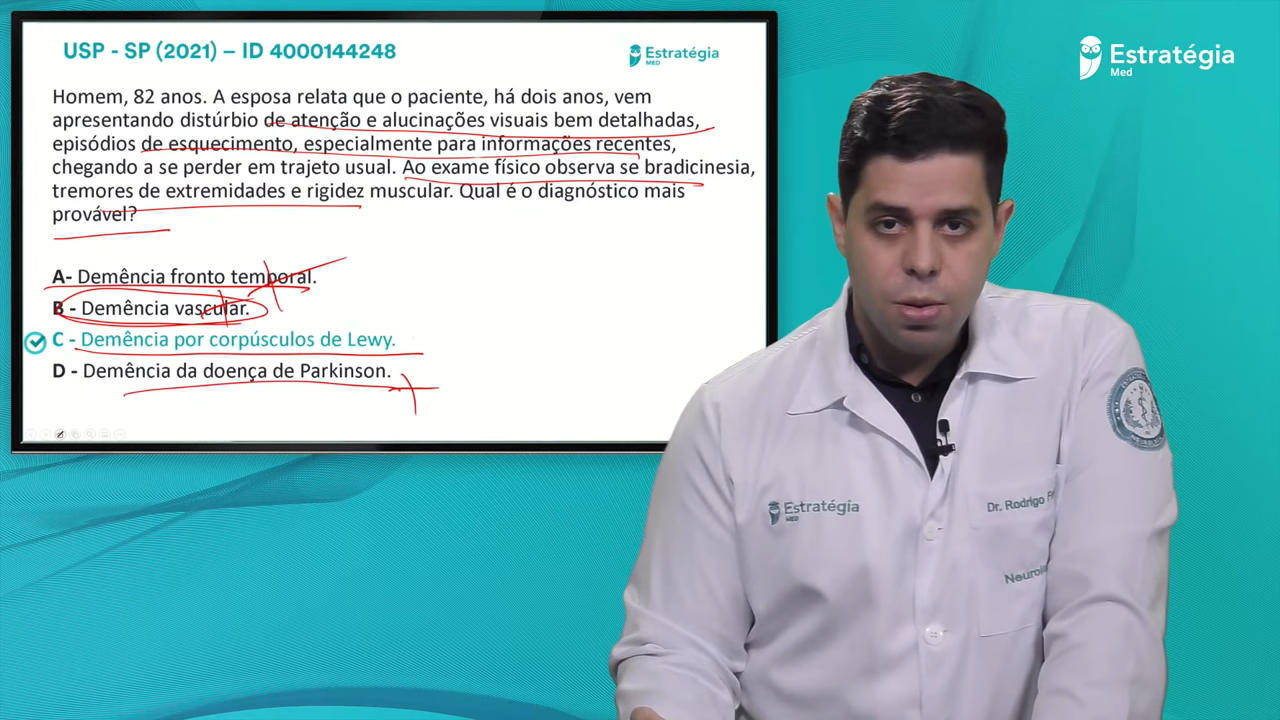 USP - SP (2021) – ID 4000144248
Estratégia
MED
Homem, 82 anos. A esposa relata que o paciente, há dois anos, vem
apresentando distúrbio de atenção e alucinações visuais bem detalhadas,
episódios de esquecimento, especialmente para informações recentes,
chegando a se perder em trajeto usual. Ao exame físico observa se bradicinesia,
tremores de extremidades e rigidez muscular. Qual é o diagnóstico mais
provável?
A- Demência fronto temporal.
B - Demência vascular.
C - Demência por corpúsculos de Lewy.
D - Demência da doença de Parkinson.
Estratégia
Med
Estratégia
MED
Dr. Rodrigo